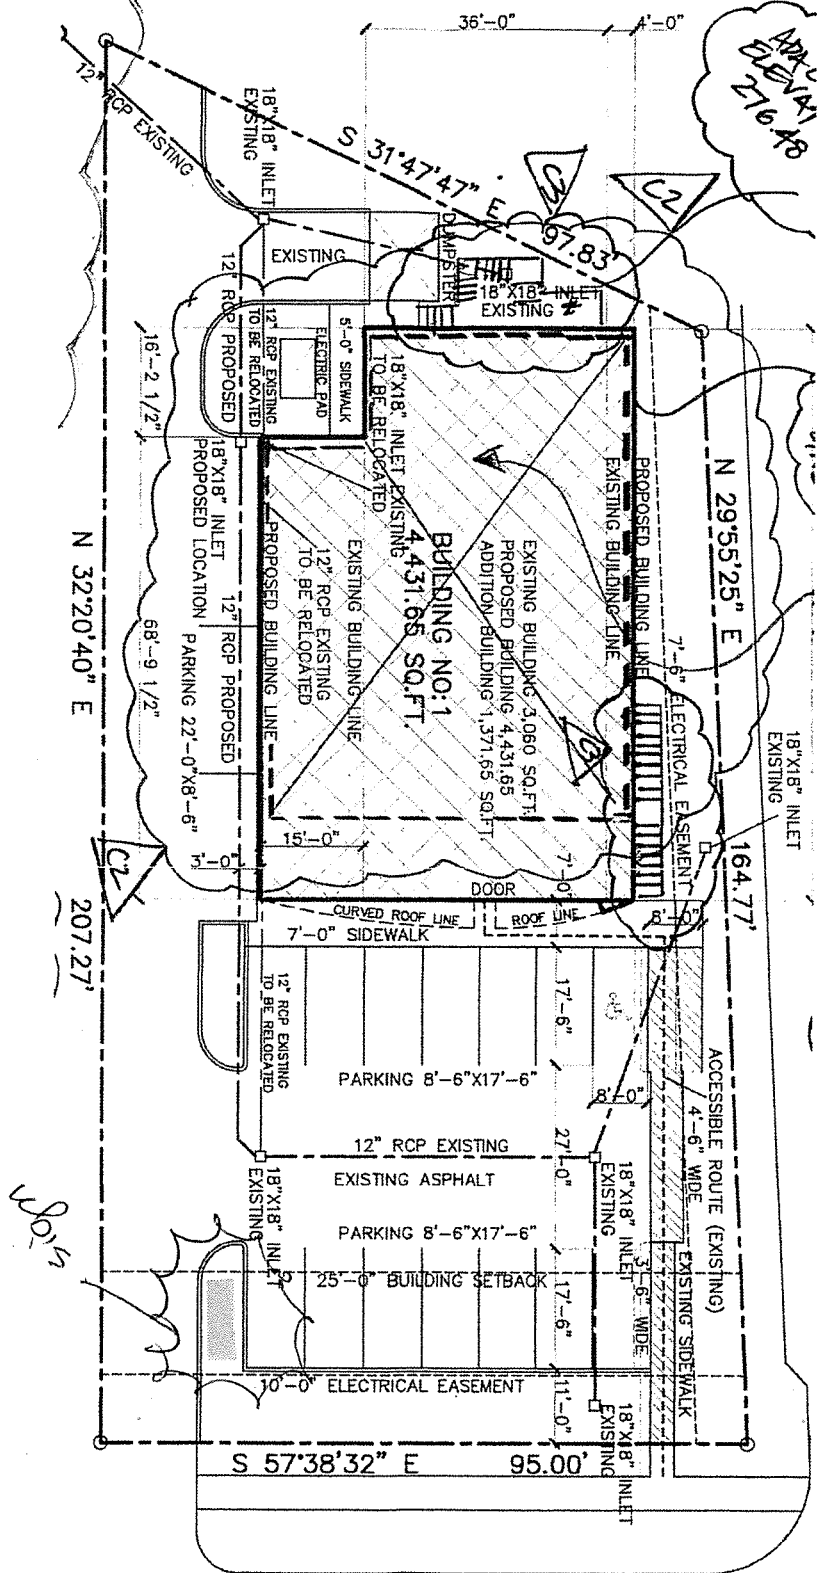 36'-0"
4'-0"
ELEVAT
276.48
12" RCP EXISTING
18"X18" INLET
EXISTING
S 31°47'47" E
97.83'
C3
C2
EXISTING
DUMPSTER
18"X18" INLET
EXISTING
12" RCP PROPOSED
12" RCP EXISTING
TO BE RELOCATED
ELECTRIC PAD
5'-0" SIDEWALK
16'-2 1/2"
18"X18" INLET EXISTING
TO BE RELOCATED
18"X18" INLET
PROPOSED LOCATION
N 32°20'40" E
207.27'
68'-9 1/2"
PARKING 22'-0"X8'-6"
12" RCP PROPOSED
PROPOSED BUILDING LINE
12" RCP EXISTING
TO BE RELOCATED
EXISTING BUILDING LINE
BUILDING NO:1
4,431.65 SQ.FT.
EXISTING BUILDING 3,060 SQ.FT.
PROPOSED BUILDING 4,431.65
ADDITION BUILDING 1,371.65 SQ.FT.
EXISTING BUILDING LINE
PROPOSED BUILDING LINE
N 29°55'25" E
164.77'
7'-6" ELECTRICAL EASEMENT
18"X18" INLET
EXISTING
C3
C2
15'-0"
3'-0"
7'-0"
DOOR
CURVED ROOF LINE
ROOF LINE
8'-0"
7'-0" SIDEWALK
12" RCP EXISTING
TO BE RELOCATED
17'-6"
PARKING 8'-6"X17'-6"
8'-0"
ACCESSIBLE ROUTE (EXISTING)
4'-6" WIDE
12" RCP EXISTING
27'-0"
EXISTING ASPHALT
18"X18" INLET
EXISTING
18"X18" INLET
EXISTING
PARKING 8'-6"X17'-6"
25'-0" BUILDING SETBACK
17'-6"
3'-6" WIDE
EXISTING SIDEWALK
sign
10'-0" ELECTRICAL EASEMENT
11'-0"
18"X18" INLET
EXISTING
S 57°38'32" E
95.00'